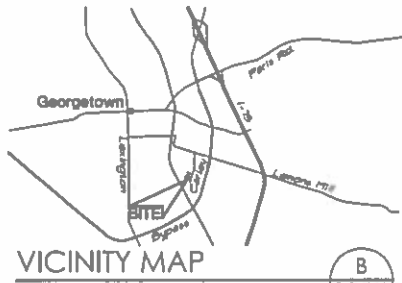 Paris Rd.
I-75
Georgetown
Lexington
Lemons Mill
SITE
Bypass
VICINITY MAP
B